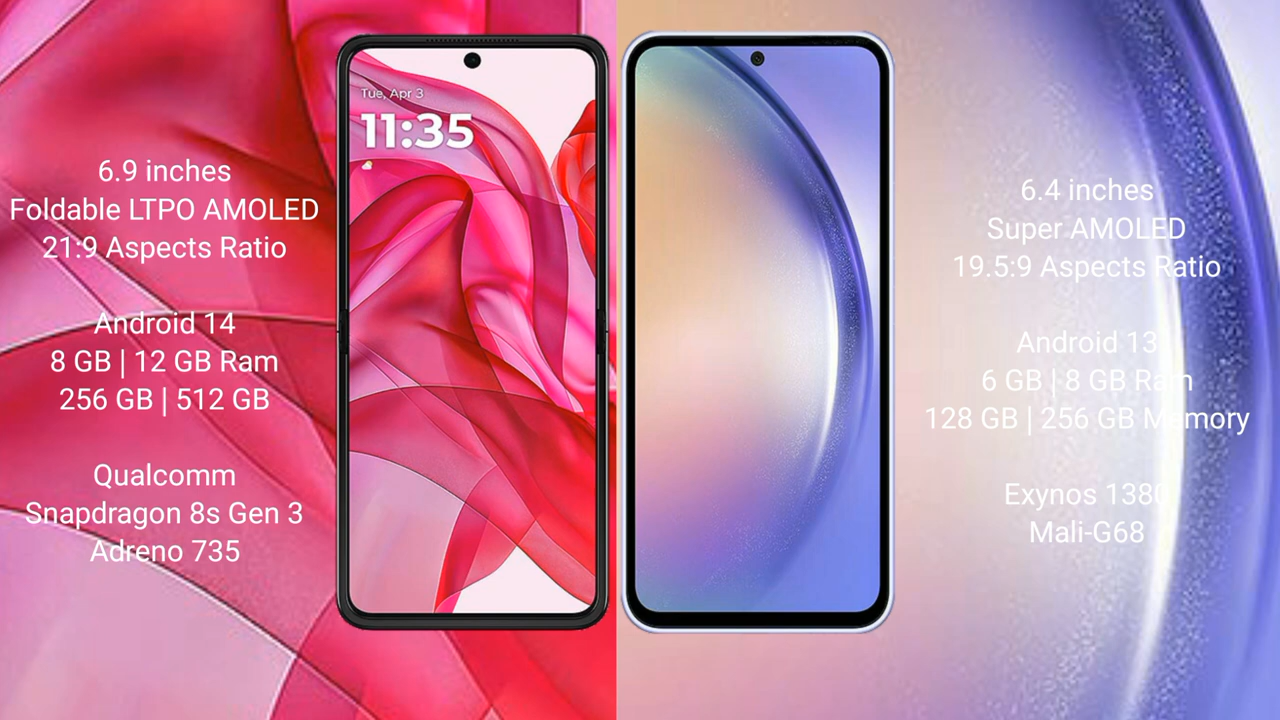 6.9 inches
Foldable LTPO AMOLED
21:9 Aspects Ratio
Android 14
8 GB | 12 GB Ram
256 GB | 512 GB
Qualcomm
Snapdragon 8s Gen 3
Adreno 735
Tue, Apr 3
11:35
6.4 inches
Super AMOLED
19.5:9 Aspects Ratio
Android 13
6 GB | 8 GB Ram
128 GB | 256 GB Memory
Exynos 1380
Mali-G68